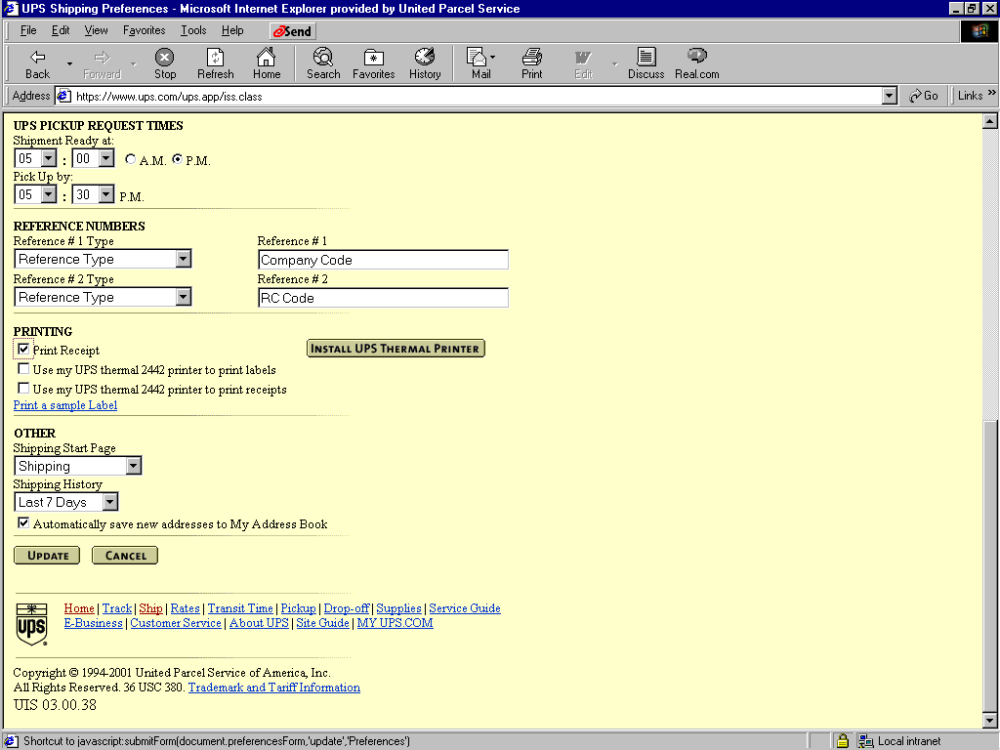 UPS Shipping Preferences - Microsoft Internet Explorer provided by United Parcel Service
File Edit View Favorites Tools Help Send
Back Forward Stop Refresh Home Search Favorites History Mail Print Edit Discuss Real.com
Address https://www.ups.com/ups.app/iss.class Go Links »
UPS PICKUP REQUEST TIMES
Shipment Ready at:
05 : 00 A.M. P.M.
Pick Up by:
05 : 30 P.M.
REFERENCE NUMBERS
Reference # 1 Type Reference # 1
Reference Type Company Code
Reference # 2 Type Reference # 2
Reference Type RC Code
PRINTING
Print Receipt INSTALL UPS THERMAL PRINTER
Use my UPS thermal 2442 printer to print labels
Use my UPS thermal 2442 printer to print receipts
Print a sample Label
OTHER
Shipping Start Page
Shipping
Shipping History
Last 7 Days
Automatically save new addresses to My Address Book
UPDATE CANCEL
ups Home | Track | Ship | Rates | Transit Time | Pickup | Drop-off | Supplies | Service Guide
E-Business | Customer Service | About UPS | Site Guide | MY UPS.COM
Copyright © 1994-2001 United Parcel Service of America, Inc.
All Rights Reserved. 36 USC 380. Trademark and Tariff Information
UIS 03.00.38
Shortcut to javascript:submitForm(document.preferencesForm,'update','Preferences') Local intranet